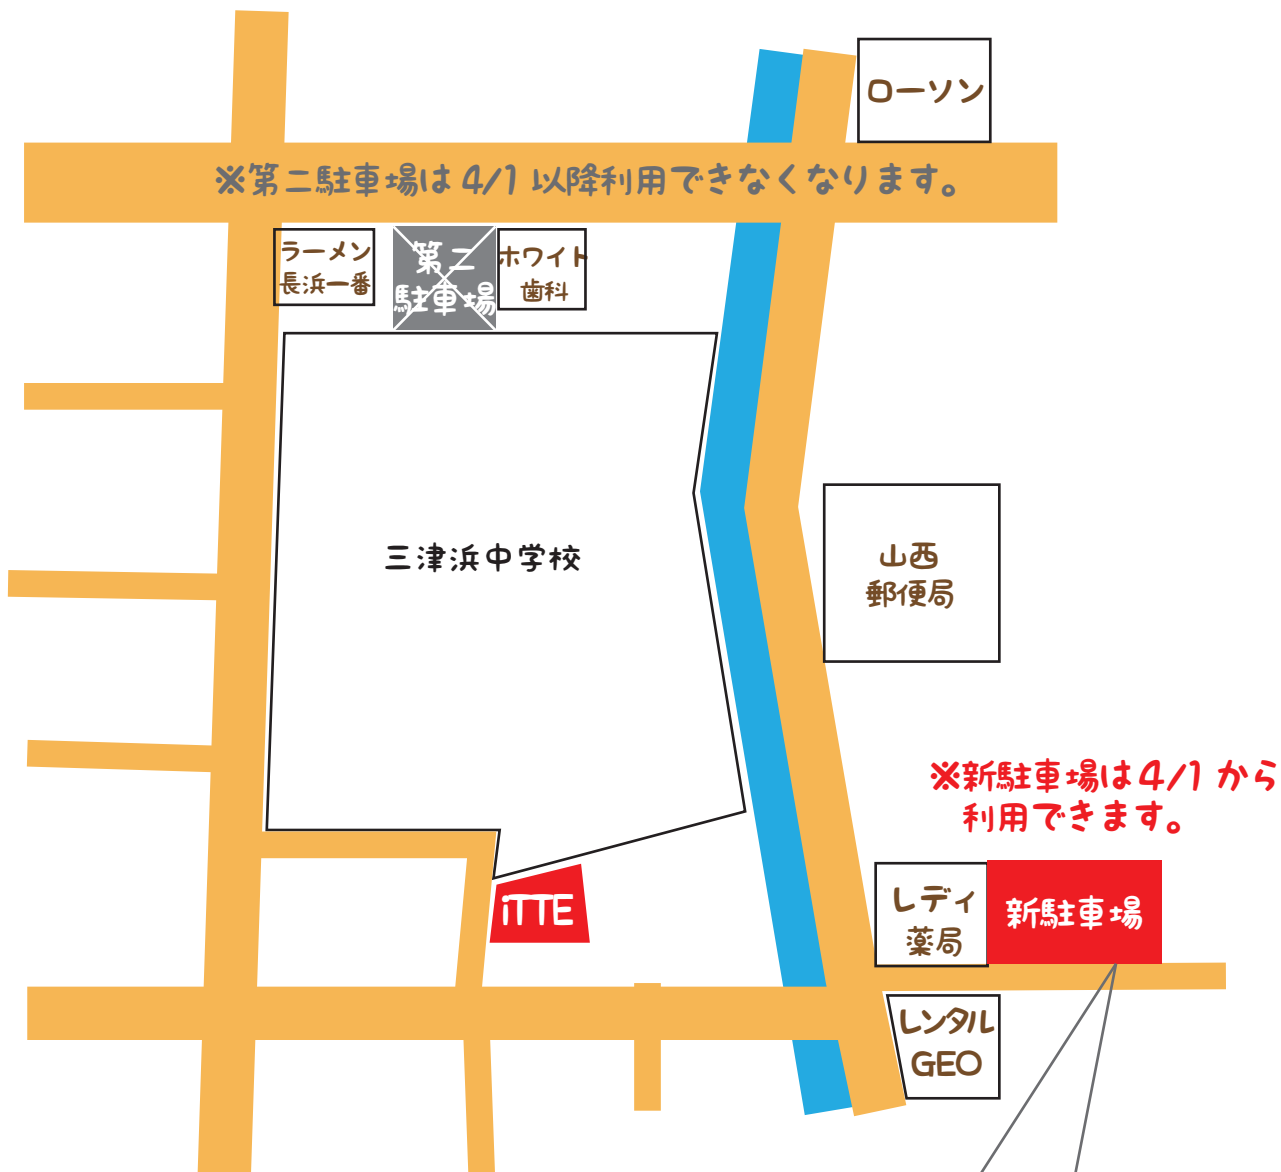 ローソン
※第二駐車場は 4/1 以降利用できなくなります。
ラーメン
長浜一番
第二
駐車場
ホワイト
歯科
三津浜中学校
山西
郵便局
※新駐車場は4/1 から
利用できます。
iTTE
レディ
薬局
新駐車場
レンタル
GEO